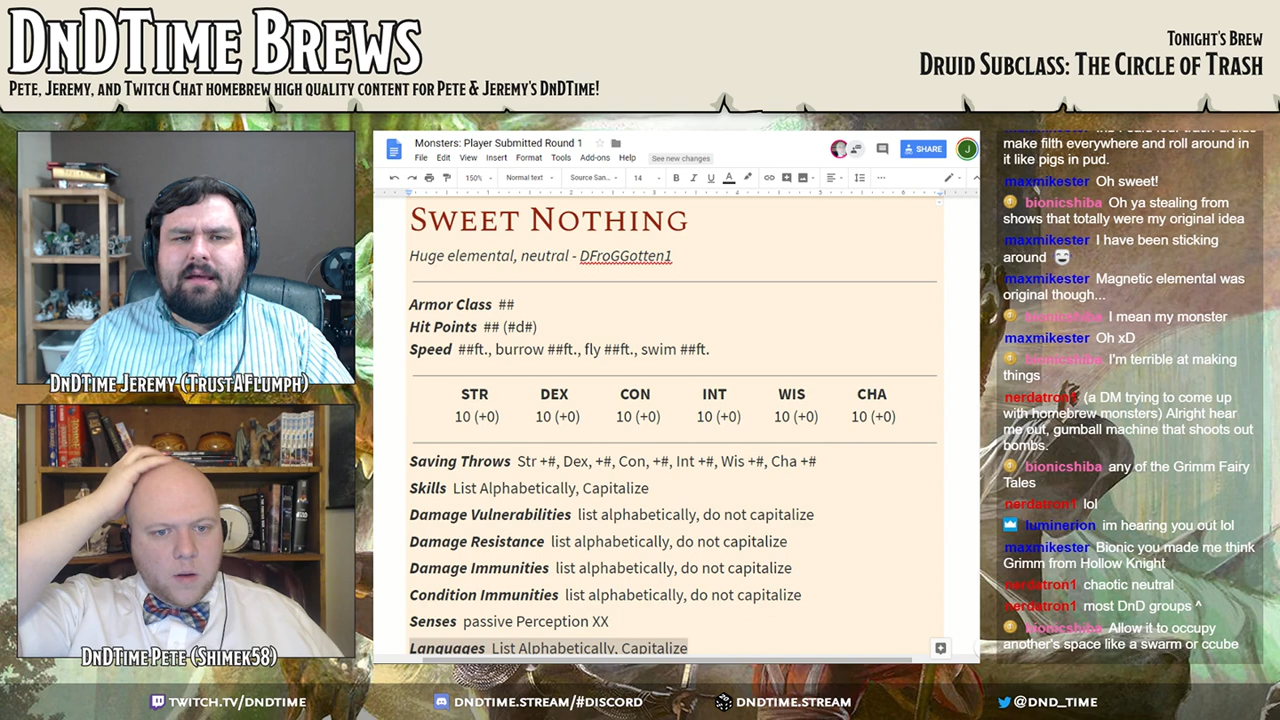 DnDTime Brews
Pete, Jeremy, and Twitch Chat homebrew high quality content for Pete & Jeremy's DnDTime!
Tonight's Brew
Druid Subclass: The Circle of Trash
DnDTime Jeremy (TrustAFlumph)
DnDTime Pete (Shimek58)
Monsters: Player Submitted Round 1
File Edit View Insert Format Tools Add-ons Help See new changes
SHARE
J
150% Normal text Source San... 14 B I U A
Sweet Nothing
Huge elemental, neutral - DFroGGotten1
Armor Class ##
Hit Points ## (#d#)
Speed ##ft., burrow ##ft., fly ##ft., swim ##ft.
STR DEX CON INT WIS CHA
10 (+0) 10 (+0) 10 (+0) 10 (+0) 10 (+0) 10 (+0)
Saving Throws Str +#, Dex, +#, Con, +#, Int +#, Wis +#, Cha +#
Skills List Alphabetically, Capitalize
Damage Vulnerabilities list alphabetically, do not capitalize
Damage Resistance list alphabetically, do not capitalize
Damage Immunities list alphabetically, do not capitalize
Condition Immunities list alphabetically, do not capitalize
Senses passive Perception XX
Languages List Alphabetically, Capitalize
make filth everywhere and roll around in
it like pigs in pud.
maxmikester Oh sweet!
bionicshiba Oh ya stealing from
shows that totally were my original idea
maxmikester I have been sticking
around
maxmikester Magnetic elemental was
original though...
bionicshiba I mean my monster
maxmikester Oh xD
bionicshiba I'm terrible at making
things
nerdatron1 (a DM trying to come up
with homebrew monsters) Alright hear
me out, gumball machine that shoots out
bombs.
bionicshiba any of the Grimm Fairy
Tales
nerdatron1 lol
luminerion im hearing you out lol
maxmikester Bionic you made me think
Grimm from Hollow Knight
nerdatron1 chaotic neutral
nerdatron1 most DnD groups ^
bionicshiba Allow it to occupy
another's space like a swarm or ccube
twitch.tv/dndtime
dndtime.stream/#discord
dndtime.stream
@dnd_time